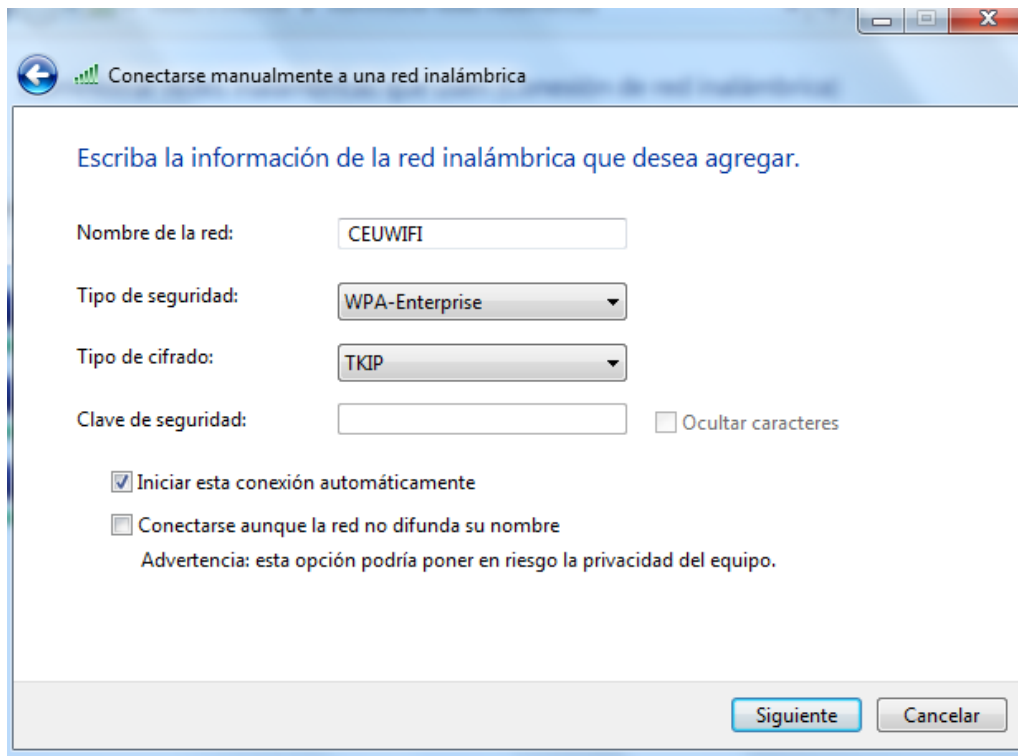 Conectarse manualmente a una red inalámbrica
Escriba la información de la red inalámbrica que desea agregar.
Nombre de la red: CEUWIFI
Tipo de seguridad: WPA-Enterprise
Tipo de cifrado: TKIP
Clave de seguridad: Ocultar caracteres
Iniciar esta conexión automáticamente
Conectarse aunque la red no difunda su nombre
Advertencia: esta opción podría poner en riesgo la privacidad del equipo.
Siguiente Cancelar